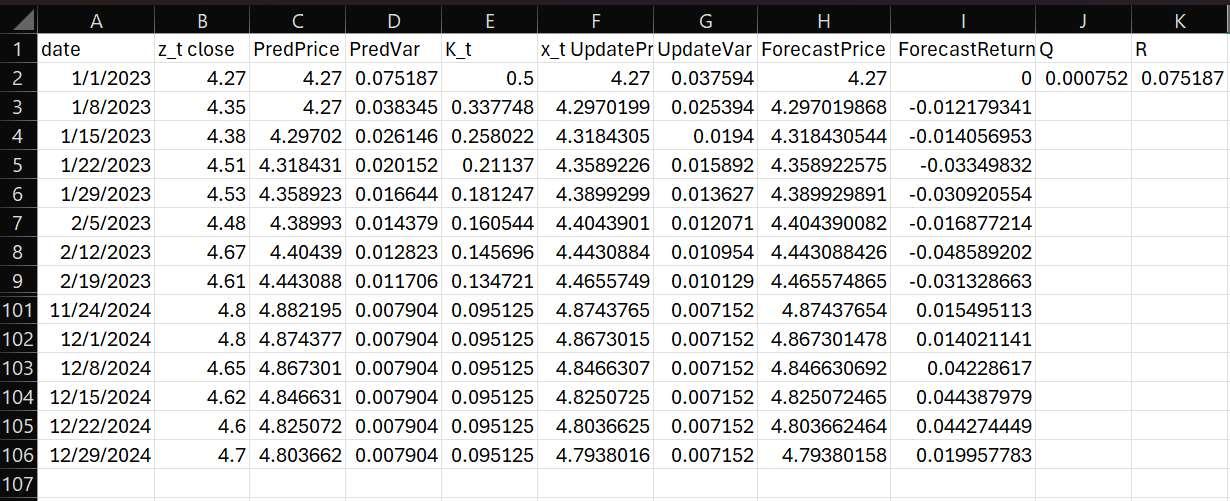 A B C D E F G H I J K
1 date z_t close PredPrice PredVar K_t x_t UpdatePr UpdateVar ForecastPrice ForecastReturn Q R
2 1/1/2023 4.27 4.27 0.075187 0.5 4.27 0.037594 4.27 0 0.000752 0.075187
3 1/8/2023 4.35 4.27 0.038345 0.337748 4.2970199 0.025394 4.297019868 -0.012179341
4 1/15/2023 4.38 4.29702 0.026146 0.258022 4.3184305 0.0194 4.318430544 -0.014056953
5 1/22/2023 4.51 4.318431 0.020152 0.21137 4.3589226 0.015892 4.358922575 -0.03349832
6 1/29/2023 4.53 4.358923 0.016644 0.181247 4.3899299 0.013627 4.389929891 -0.030920554
7 2/5/2023 4.48 4.38993 0.014379 0.160544 4.4043901 0.012071 4.404390082 -0.016877214
8 2/12/2023 4.67 4.40439 0.012823 0.145696 4.4430884 0.010954 4.443088426 -0.048589202
9 2/19/2023 4.61 4.443088 0.011706 0.134721 4.4655749 0.010129 4.465574865 -0.031328663
101 11/24/2024 4.8 4.882195 0.007904 0.095125 4.8743765 0.007152 4.87437654 0.015495113
102 12/1/2024 4.8 4.874377 0.007904 0.095125 4.8673015 0.007152 4.867301478 0.014021141
103 12/8/2024 4.65 4.867301 0.007904 0.095125 4.8466307 0.007152 4.846630692 0.04228617
104 12/15/2024 4.62 4.846631 0.007904 0.095125 4.8250725 0.007152 4.825072465 0.044387979
105 12/22/2024 4.6 4.825072 0.007904 0.095125 4.8036625 0.007152 4.803662464 0.044274449
106 12/29/2024 4.7 4.803662 0.007904 0.095125 4.7938016 0.007152 4.79380158 0.019957783
107